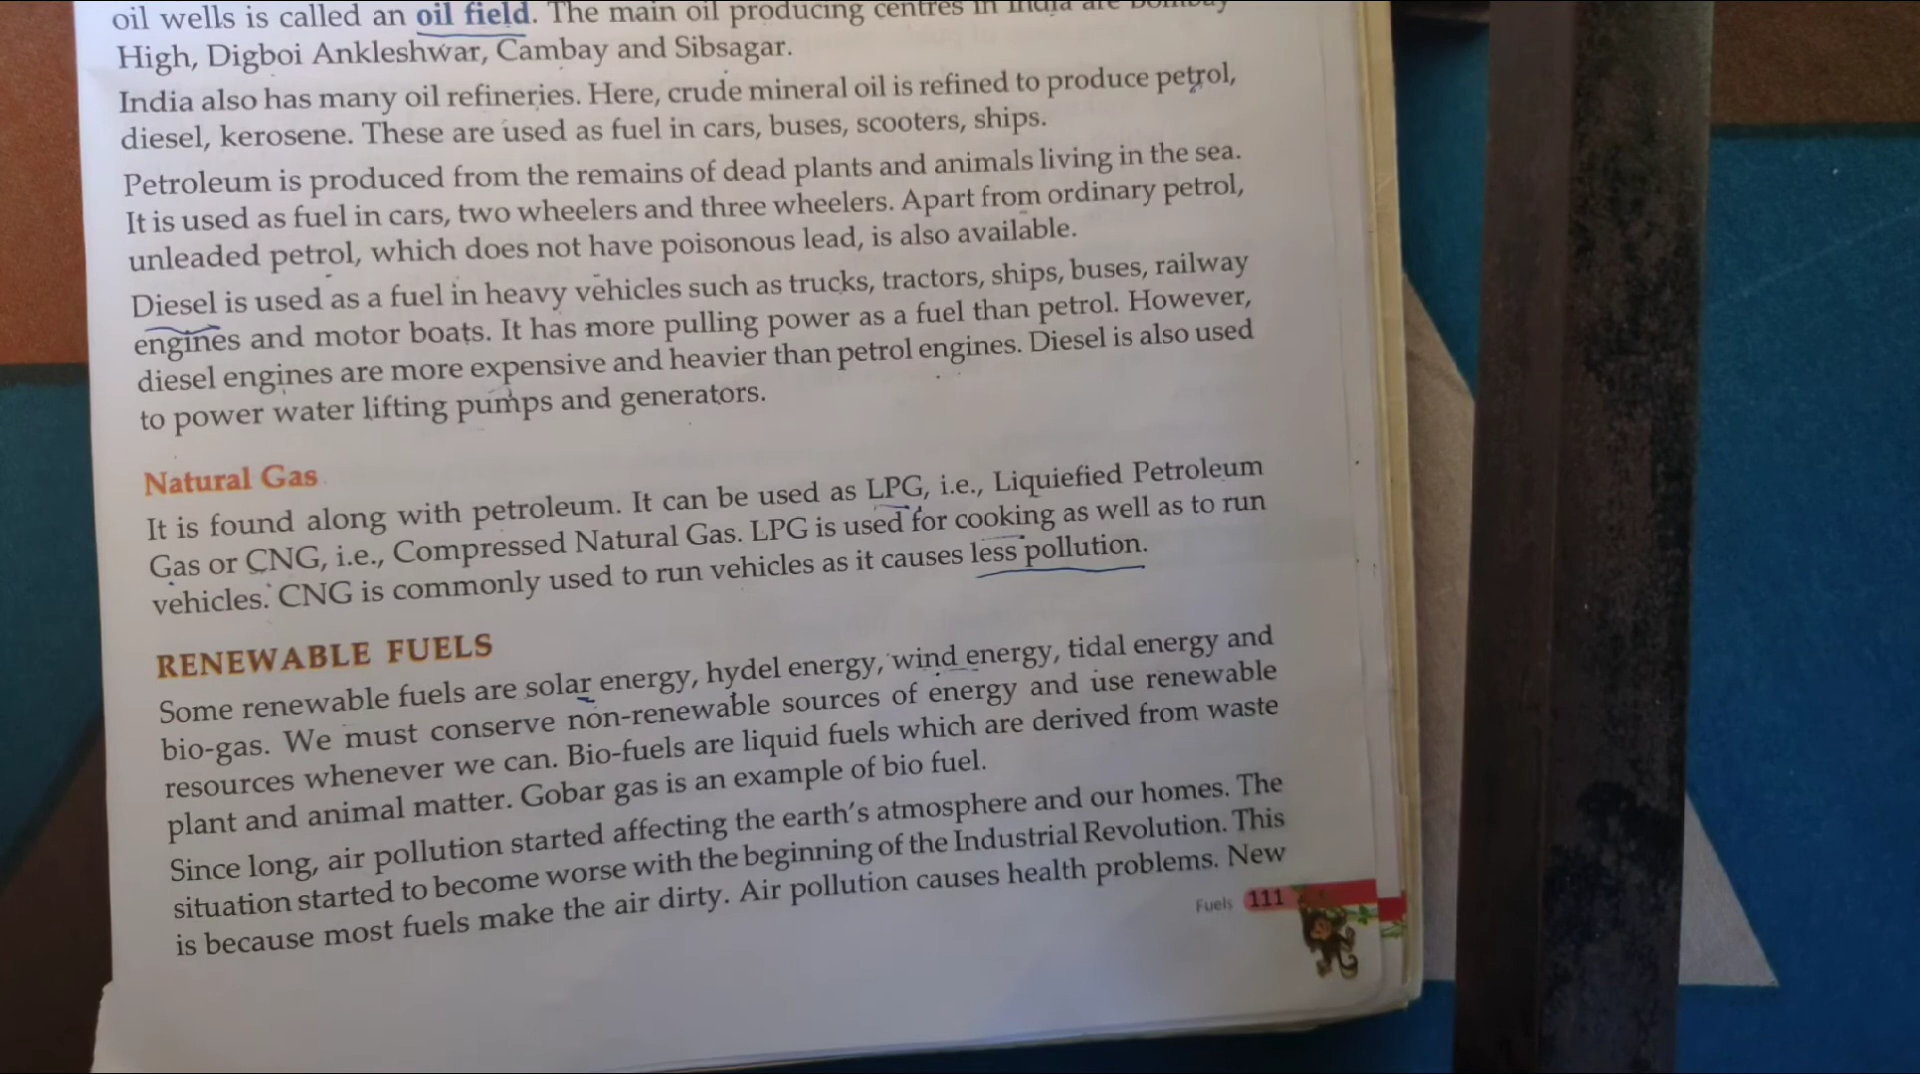 oil wells is called an oil field. The main oil producing centres in India are Bombay
High, Digboi Ankleshwar, Cambay and Sibsagar.
India also has many oil refineries. Here, crude mineral oil is refined to produce petrol,
diesel, kerosene. These are used as fuel in cars, buses, scooters, ships.
Petroleum is produced from the remains of dead plants and animals living in the sea.
It is used as fuel in cars, two wheelers and three wheelers. Apart from ordinary petrol,
unleaded petrol, which does not have poisonous lead, is also available.
Diesel is used as a fuel in heavy vehicles such as trucks, tractors, ships, buses, railway
engines and motor boats. It has more pulling power as a fuel than petrol. However,
diesel engines are more expensive and heavier than petrol engines. Diesel is also used
to power water lifting pumps and generators.
Natural Gas
It is found along with petroleum. It can be used as LPG, i.e., Liquiefied Petroleum
Gas or CNG, i.e., Compressed Natural Gas. LPG is used for cooking as well as to run
vehicles. CNG is commonly used to run vehicles as it causes less pollution.
RENEWABLE FUELS
Some renewable fuels are solar energy, hydel energy, wind energy, tidal energy and
bio-gas. We must conserve non-renewable sources of energy and use renewable
resources whenever we can. Bio-fuels are liquid fuels which are derived from waste
plant and animal matter. Gobar gas is an example of bio fuel.
Since long, air pollution started affecting the earth's atmosphere and our homes. The
situation started to become worse with the beginning of the Industrial Revolution. This
is because most fuels make the air dirty. Air pollution causes health problems. New
Fuels 111